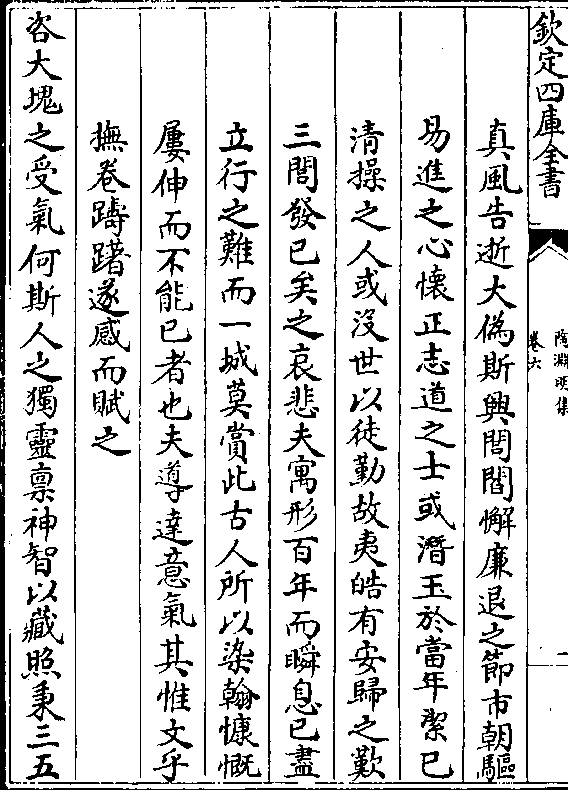 欽定四庫全書
陶淵明集
卷六
一
真風告逝大偽斯興閭閻懈廉退之節市朝驅
易進之心懷正志道之士或潛玉於當年潔已
清操之人或沒世以徒勤故夷皓有安歸之歎
三閭發已矣之哀悲夫寓形百年而瞬息已盡
立行之難而一城莫賞此古人所以染翰慷慨
屢伸而不能已者也夫導達意氣其惟文乎
撫卷躊躇遂感而賦之
咨大塊之受氣何斯人之獨靈禀神智以藏照秉三五